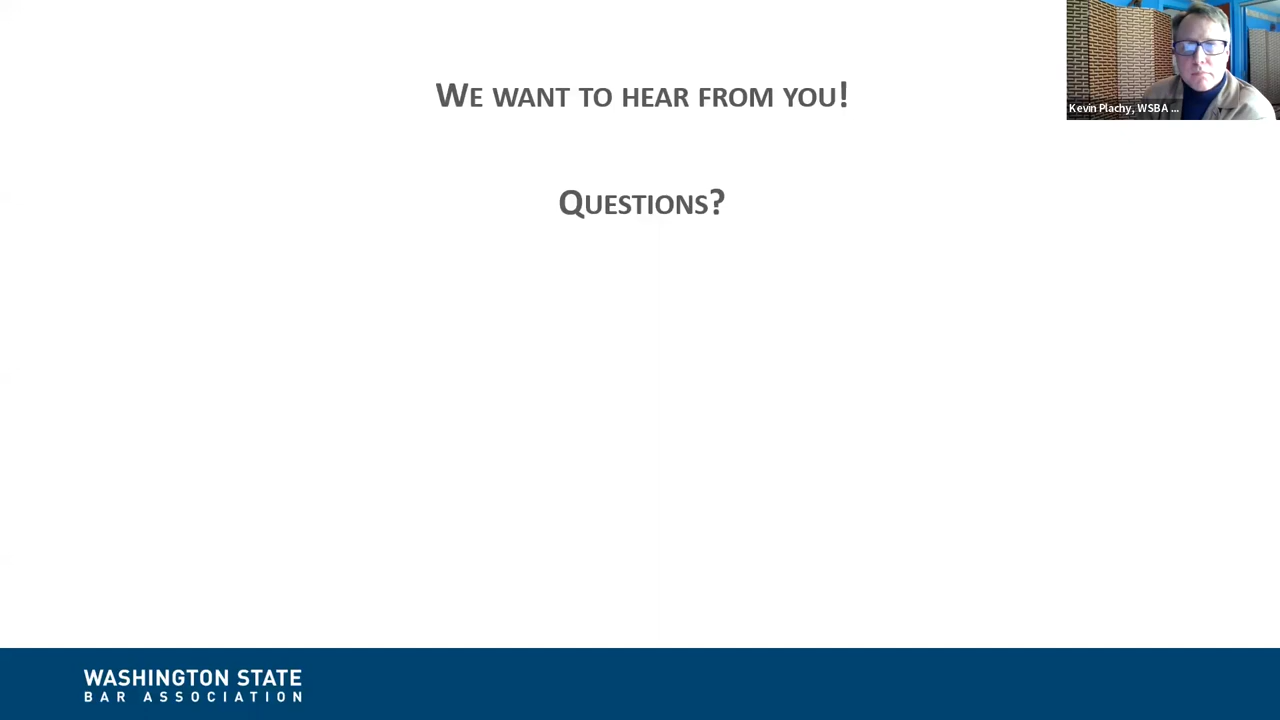 WE WANT TO HEAR FROM YOU!
Kevin Plachy, WSBA ...
QUESTIONS?
WASHINGTON STATE
BAR ASSOCIATION